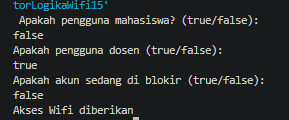 torLogikaWifi15'
Apakah pengguna mahasiswa? (true/false):
false
Apakah pengguna dosen (true/false):
true
Apakah akun sedang di blokir (true/false):
false
Akses Wifi diberikan